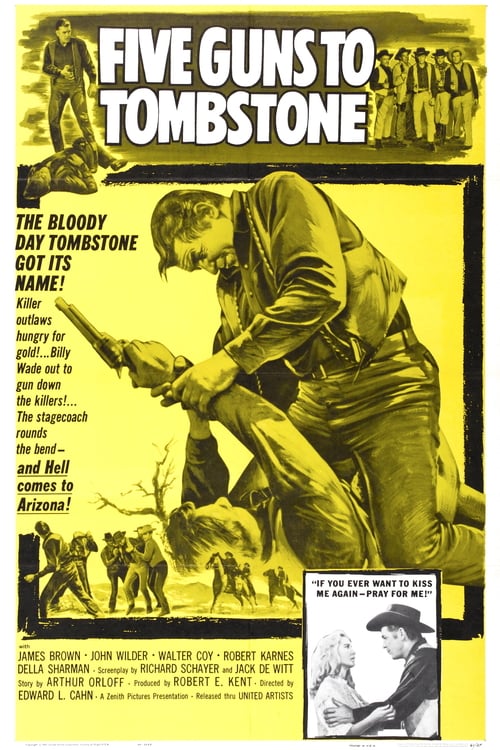 FIVE GUNS TO
TOMBSTONE
THE BLOODY
DAY TOMBSTONE
GOT ITS
NAME!
Killer
outlaws
hungry for
gold!...Billy
Wade out to
gun down
the killers!...
The stagecoach
rounds
the bend—
and Hell
comes to
Arizona!
"IF YOU EVER WANT TO KISS
ME AGAIN—PRAY FOR ME!"
with
JAMES BROWN · JOHN WILDER · WALTER COY · ROBERT KARNES
DELLA SHARMAN · Screenplay by RICHARD SCHAYER and JACK DE WITT
Story by ARTHUR ORLOFF · Produced by ROBERT E. KENT · Directed by
EDWARD L. CAHN · A Zenith Pictures Presentation · Released thru UNITED ARTISTS